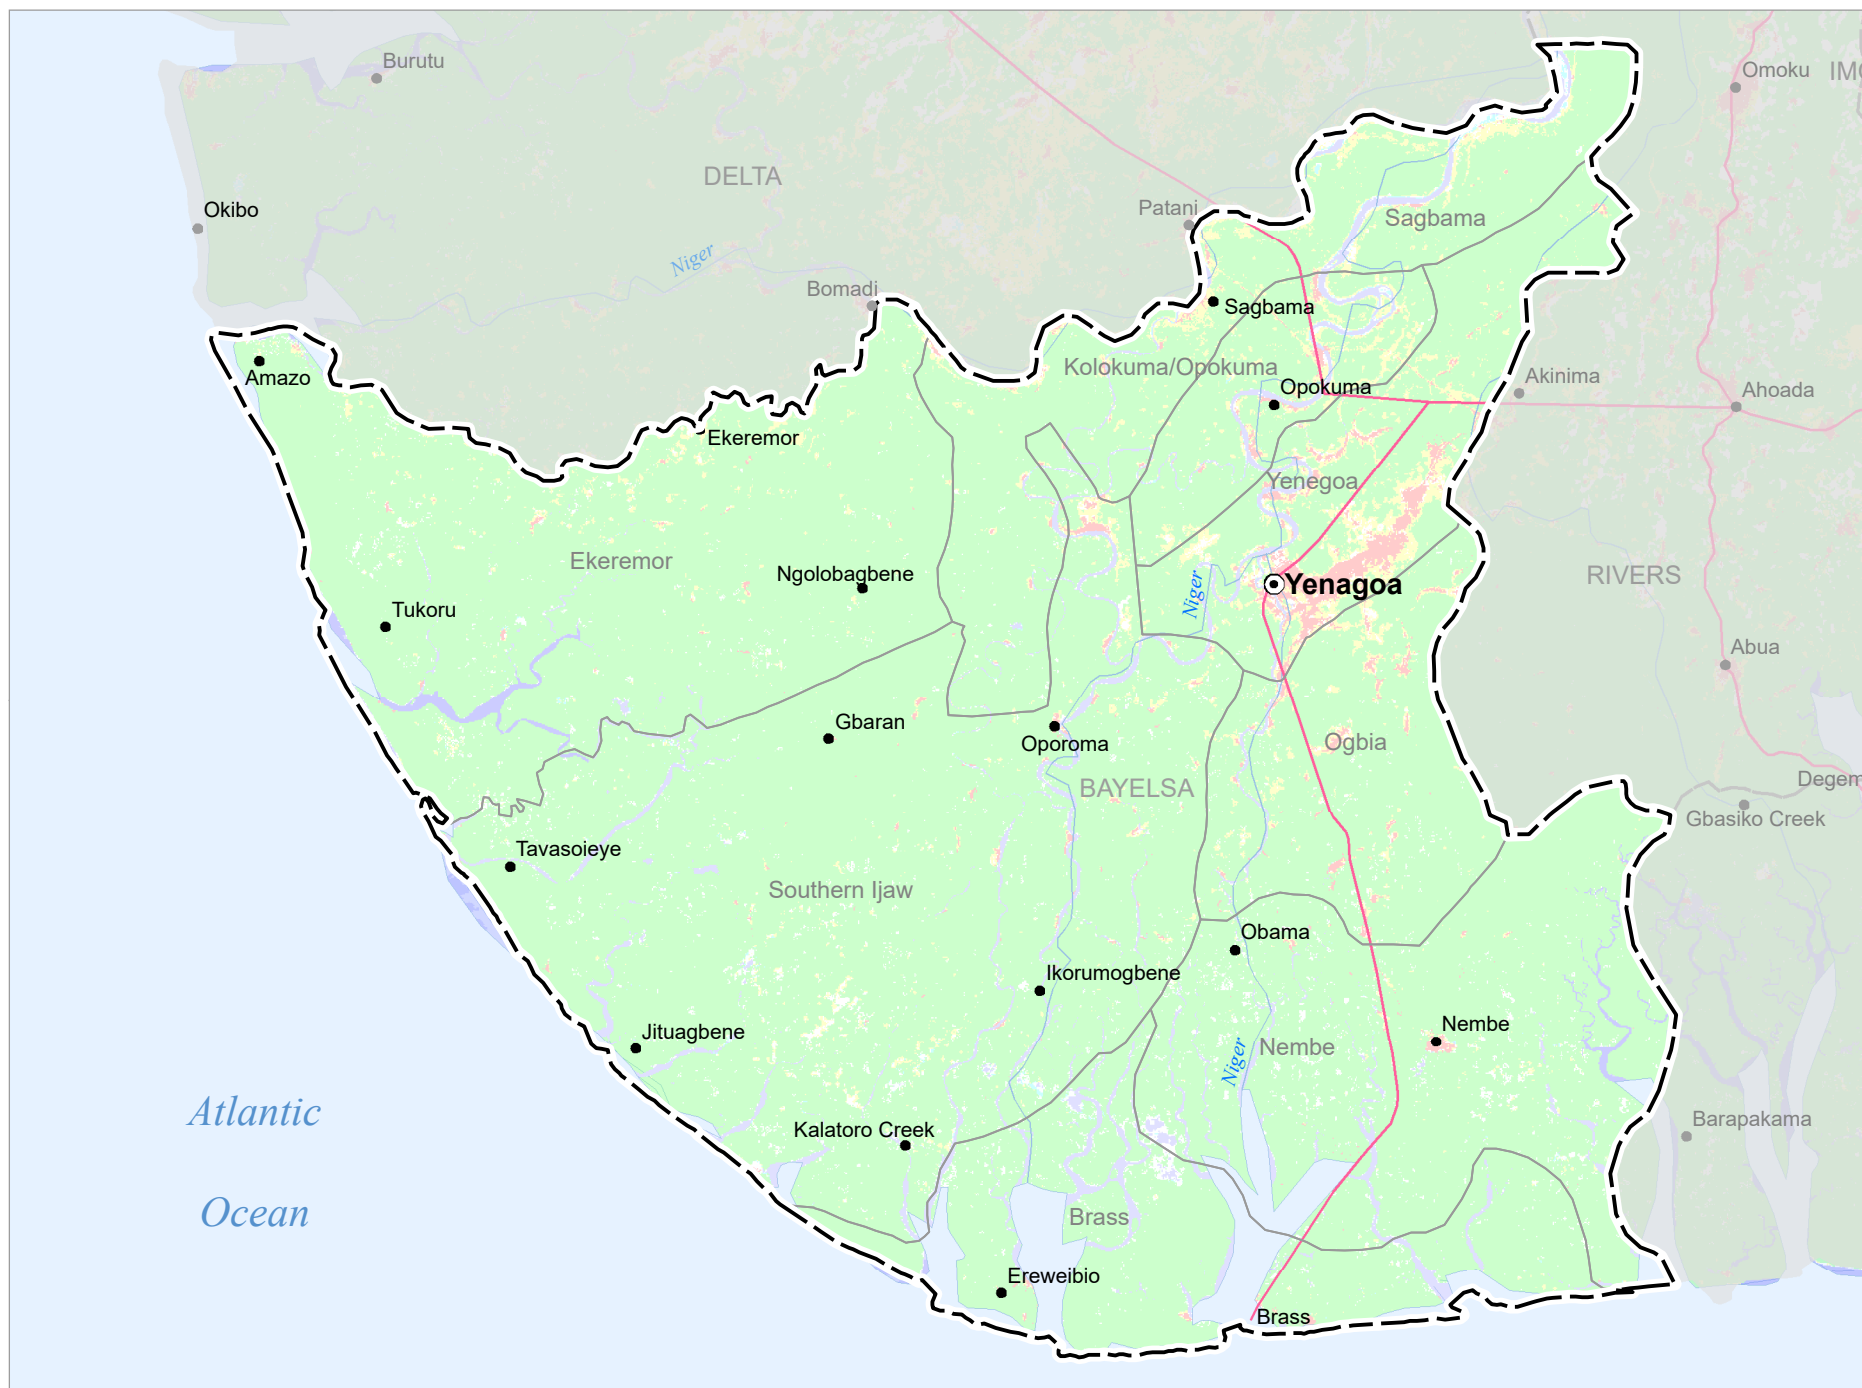 Burutu
Omoku
DELTA
Okibo
Patani
Sagbama
Niger
Bomadi
Sagbama
Kolokuma/Opokuma
Amazo
Opokuma
Akinima
Ahoada
Ekeremor
Yenegoa
Ekeremor
Ngolobagbene
Niger
Yenagoa
RIVERS
Tukoru
Abua
Gbaran
Oporoma
Ogbia
BAYELSA
Degem
Gbasiko Creek
Tavasoieye
Southern Ijaw
Obama
Ikorumogbene
Jituagbene
Nembe
Niger
Nembe
Atlantic
Ocean
Kalatoro Creek
Barapakama
Brass
Ereweibio
Brass